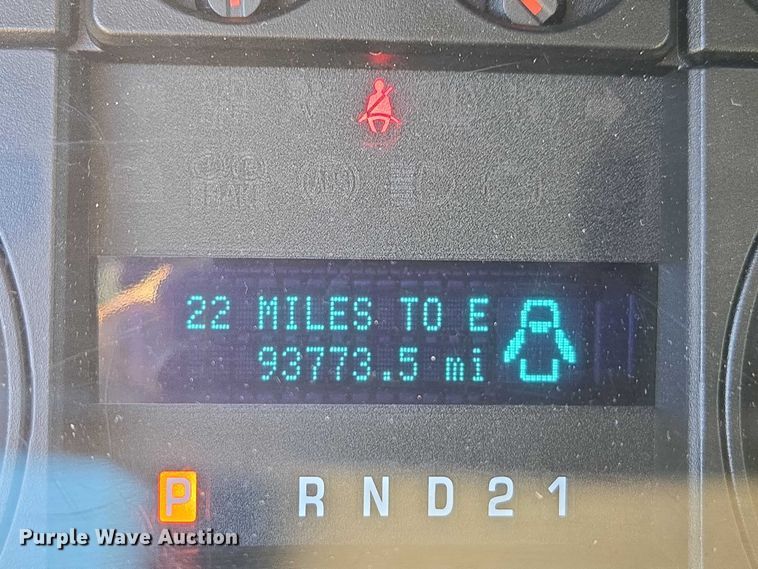 22 MILES TO E
93773.5 mi
P R N D 2 1
Purple Wave Auction